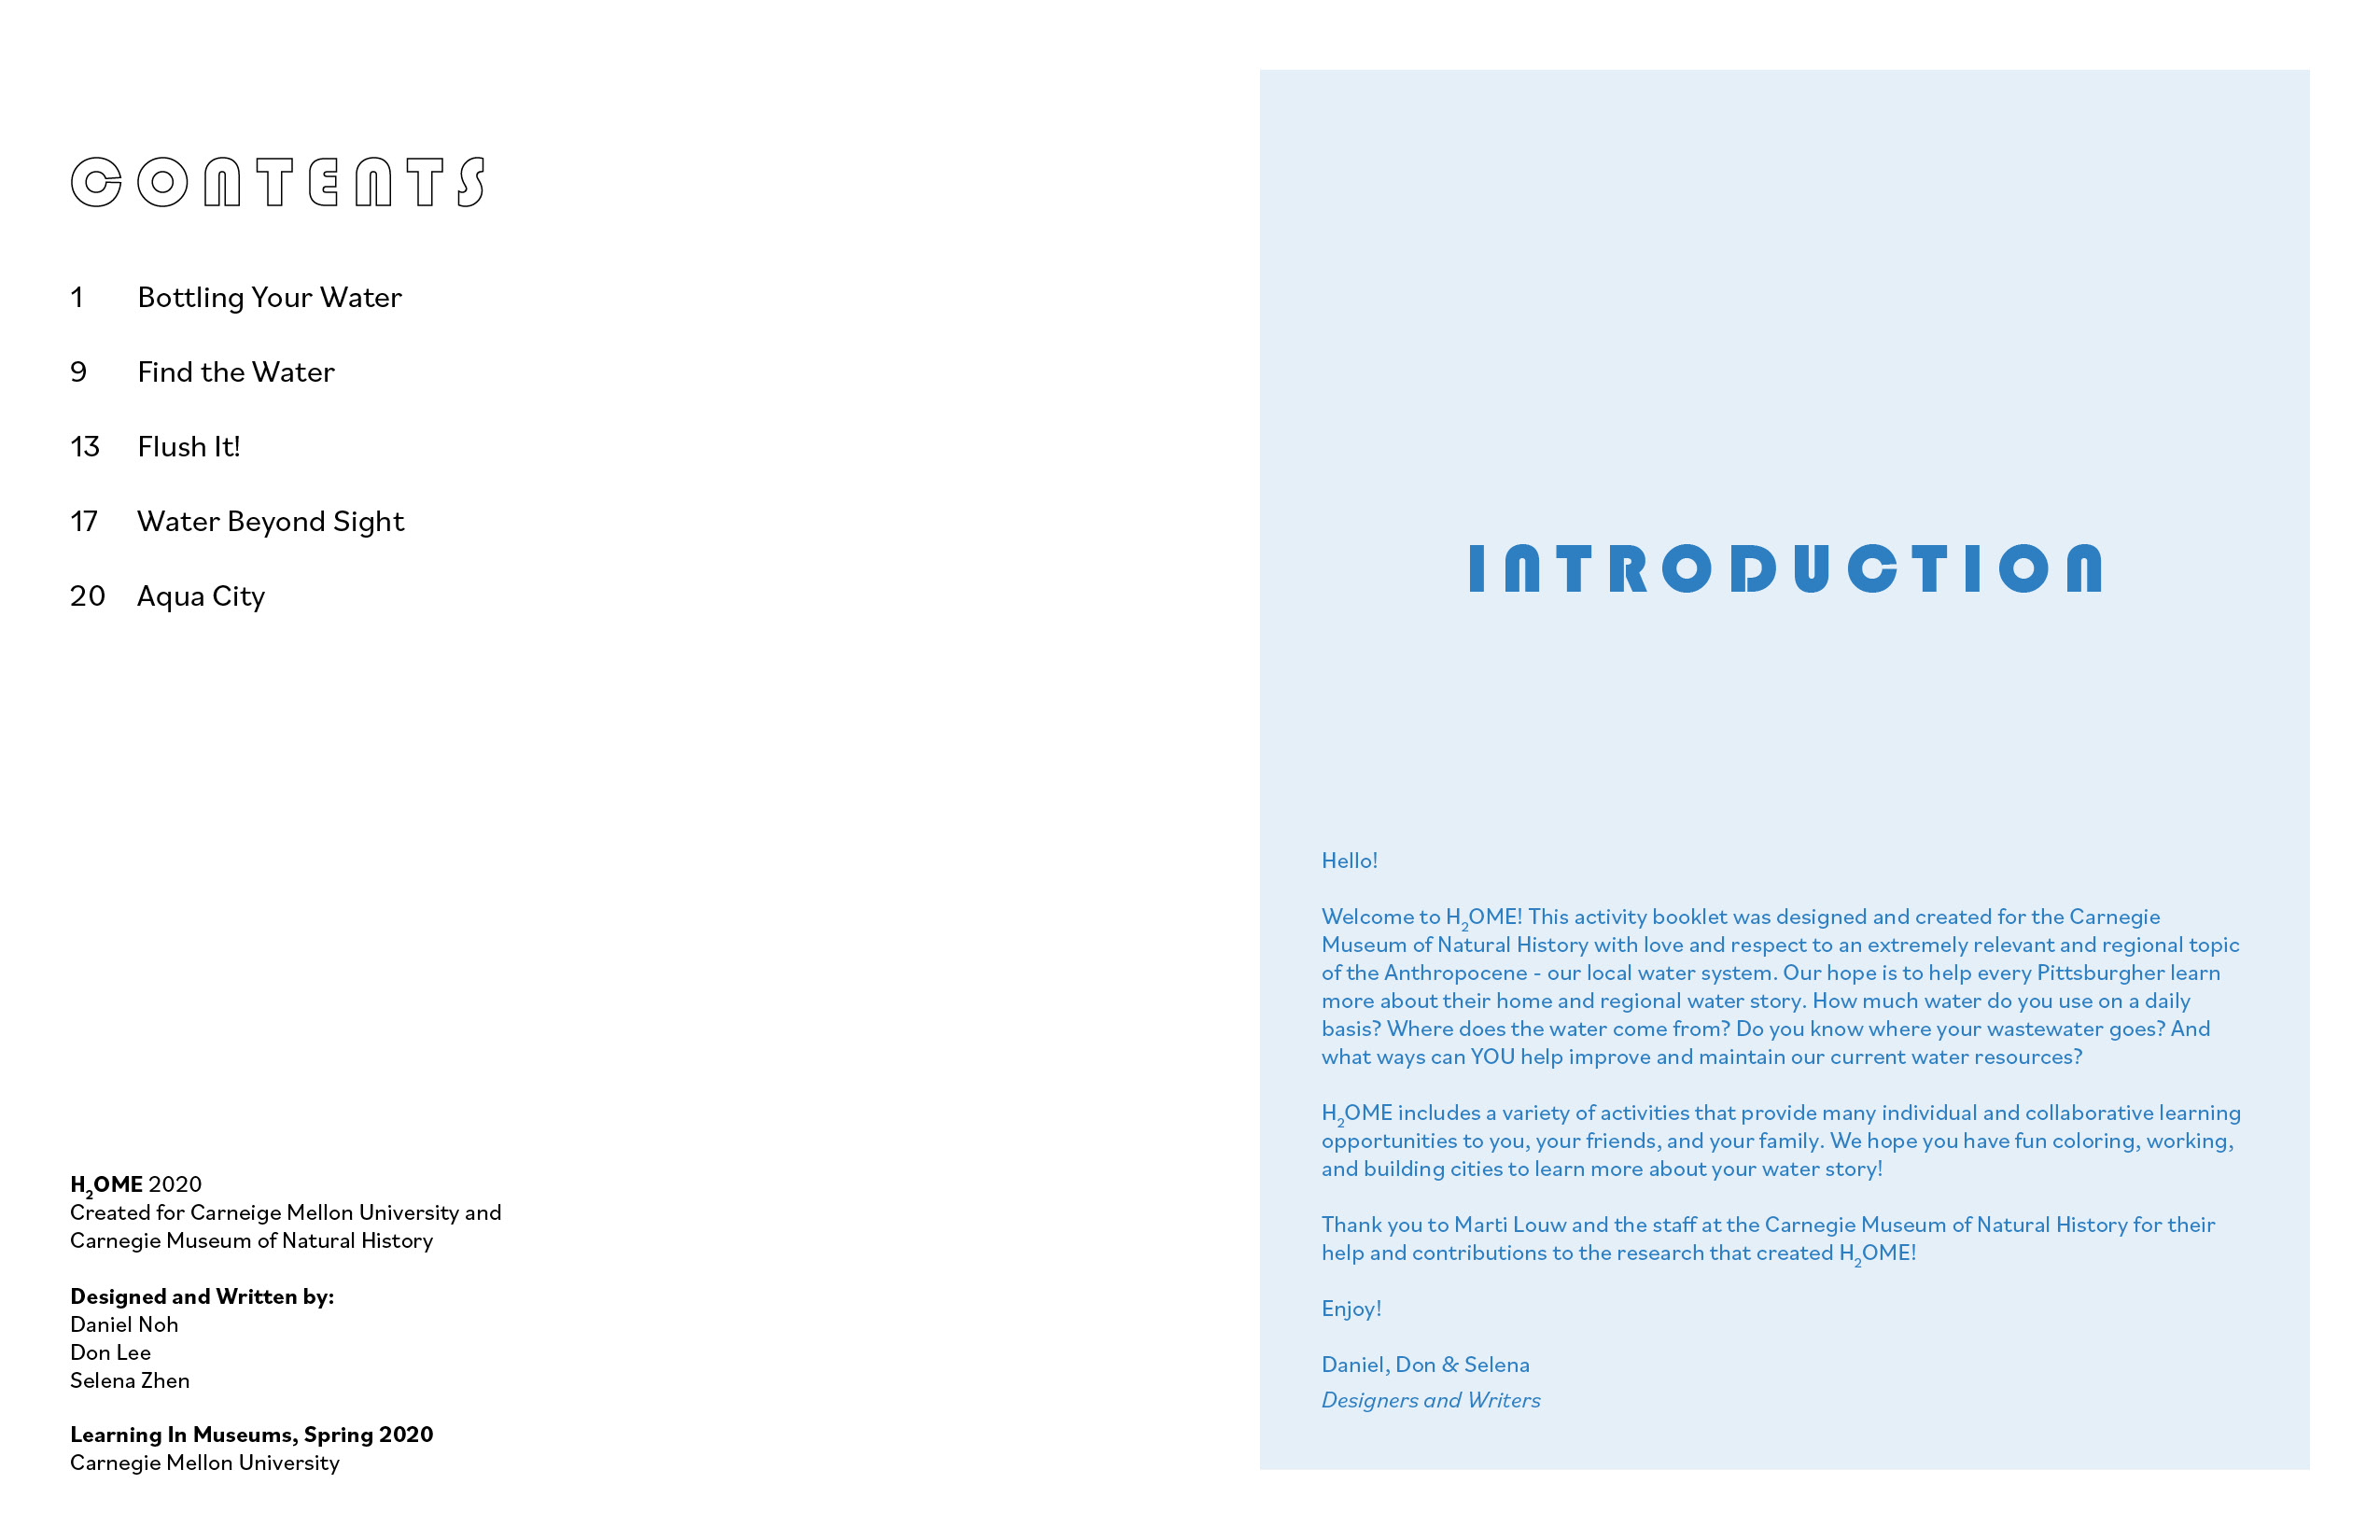 CONTENTS
1 Bottling Your Water
9 Find the Water
13 Flush It!
17 Water Beyond Sight
20 Aqua City
H₂OME 2020
Created for Carneige Mellon University and
Carnegie Museum of Natural History
Designed and Written by:
Daniel Noh
Don Lee
Selena Zhen
Learning In Museums, Spring 2020
Carnegie Mellon University
INTRODUCTION
Hello!
Welcome to H₂OME! This activity booklet was designed and created for the Carnegie
Museum of Natural History with love and respect to an extremely relevant and regional topic
of the Anthropocene - our local water system. Our hope is to help every Pittsburgher learn
more about their home and regional water story. How much water do you use on a daily
basis? Where does the water come from? Do you know where your wastewater goes? And
what ways can YOU help improve and maintain our current water resources?
H₂OME includes a variety of activities that provide many individual and collaborative learning
opportunities to you, your friends, and your family. We hope you have fun coloring, working,
and building cities to learn more about your water story!
Thank you to Marti Louw and the staff at the Carnegie Museum of Natural History for their
help and contributions to the research that created H₂OME!
Enjoy!
Daniel, Don & Selena
Designers and Writers